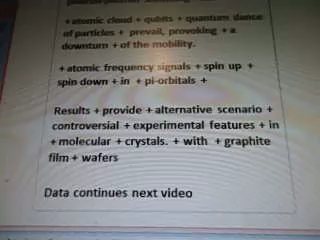 + atomic cloud + qubits + quantum dance
of particles + prevail, provoking + a
downturn + of the mobility.
+ atomic frequency signals + spin up +
spin down + in + pi-orbitals +
Results + provide + alternative scenario +
controversial + experimental features + in
+ molecular + crystals. + with + graphite
film + wafers
Data continues next video